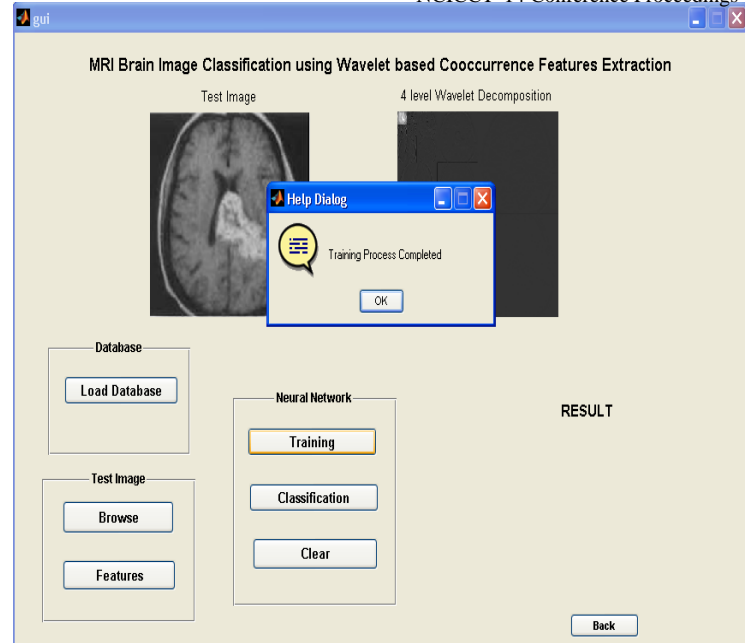 gui
MRI Brain Image Classification using Wavelet based Cooccurrence Features Extraction
Test Image
4 level Wavelet Decomposition
Help Dialog
Training Process Completed
OK
Database
Load Database
Neural Network
Training
Classification
Clear
RESULT
Test Image
Browse
Features
Back